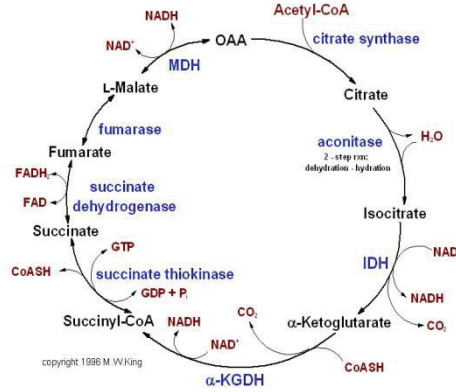 NADH
Acetyl-CoA
NAD⁺
OAA
citrate synthase
MDH
L-Malate
Citrate
fumarase
aconitase
2 - step rxn:
dehydration - hydration
H₂O
Fumarate
FADH₂
succinate
dehydrogenase
FAD
Isocitrate
Succinate
GTP
IDH
NAD
CoASH
succinate thiokinase
GDP + Pᵢ
NADH
CO₂
CO₂
Succinyl-CoA
NADH
α-Ketoglutarate
NAD⁺
CoASH
copyright 1996 M.W.King
α-KGDH